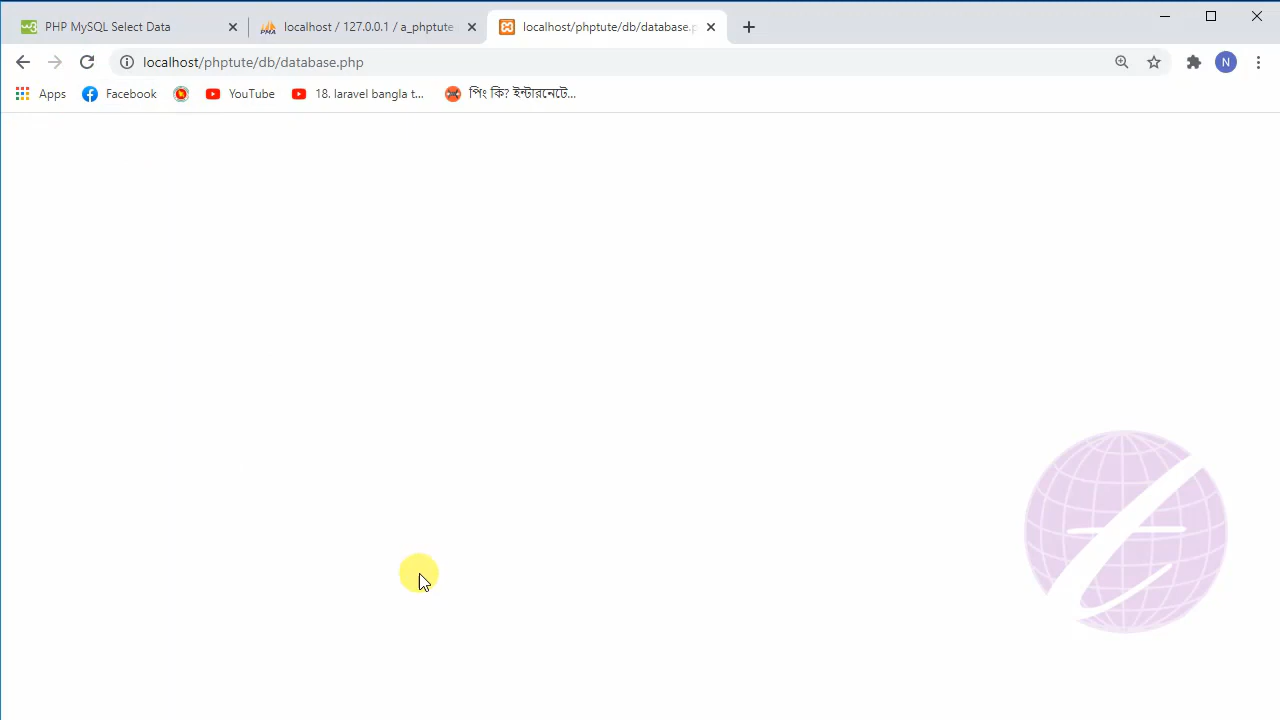 PHP MySQL Select Data
localhost / 127.0.0.1 / a_phptute
localhost/phptute/db/database.p
localhost/phptute/db/database.php
N
Apps
Facebook
YouTube
18. laravel bangla t...
পিং কি? ইন্টারনেটে...